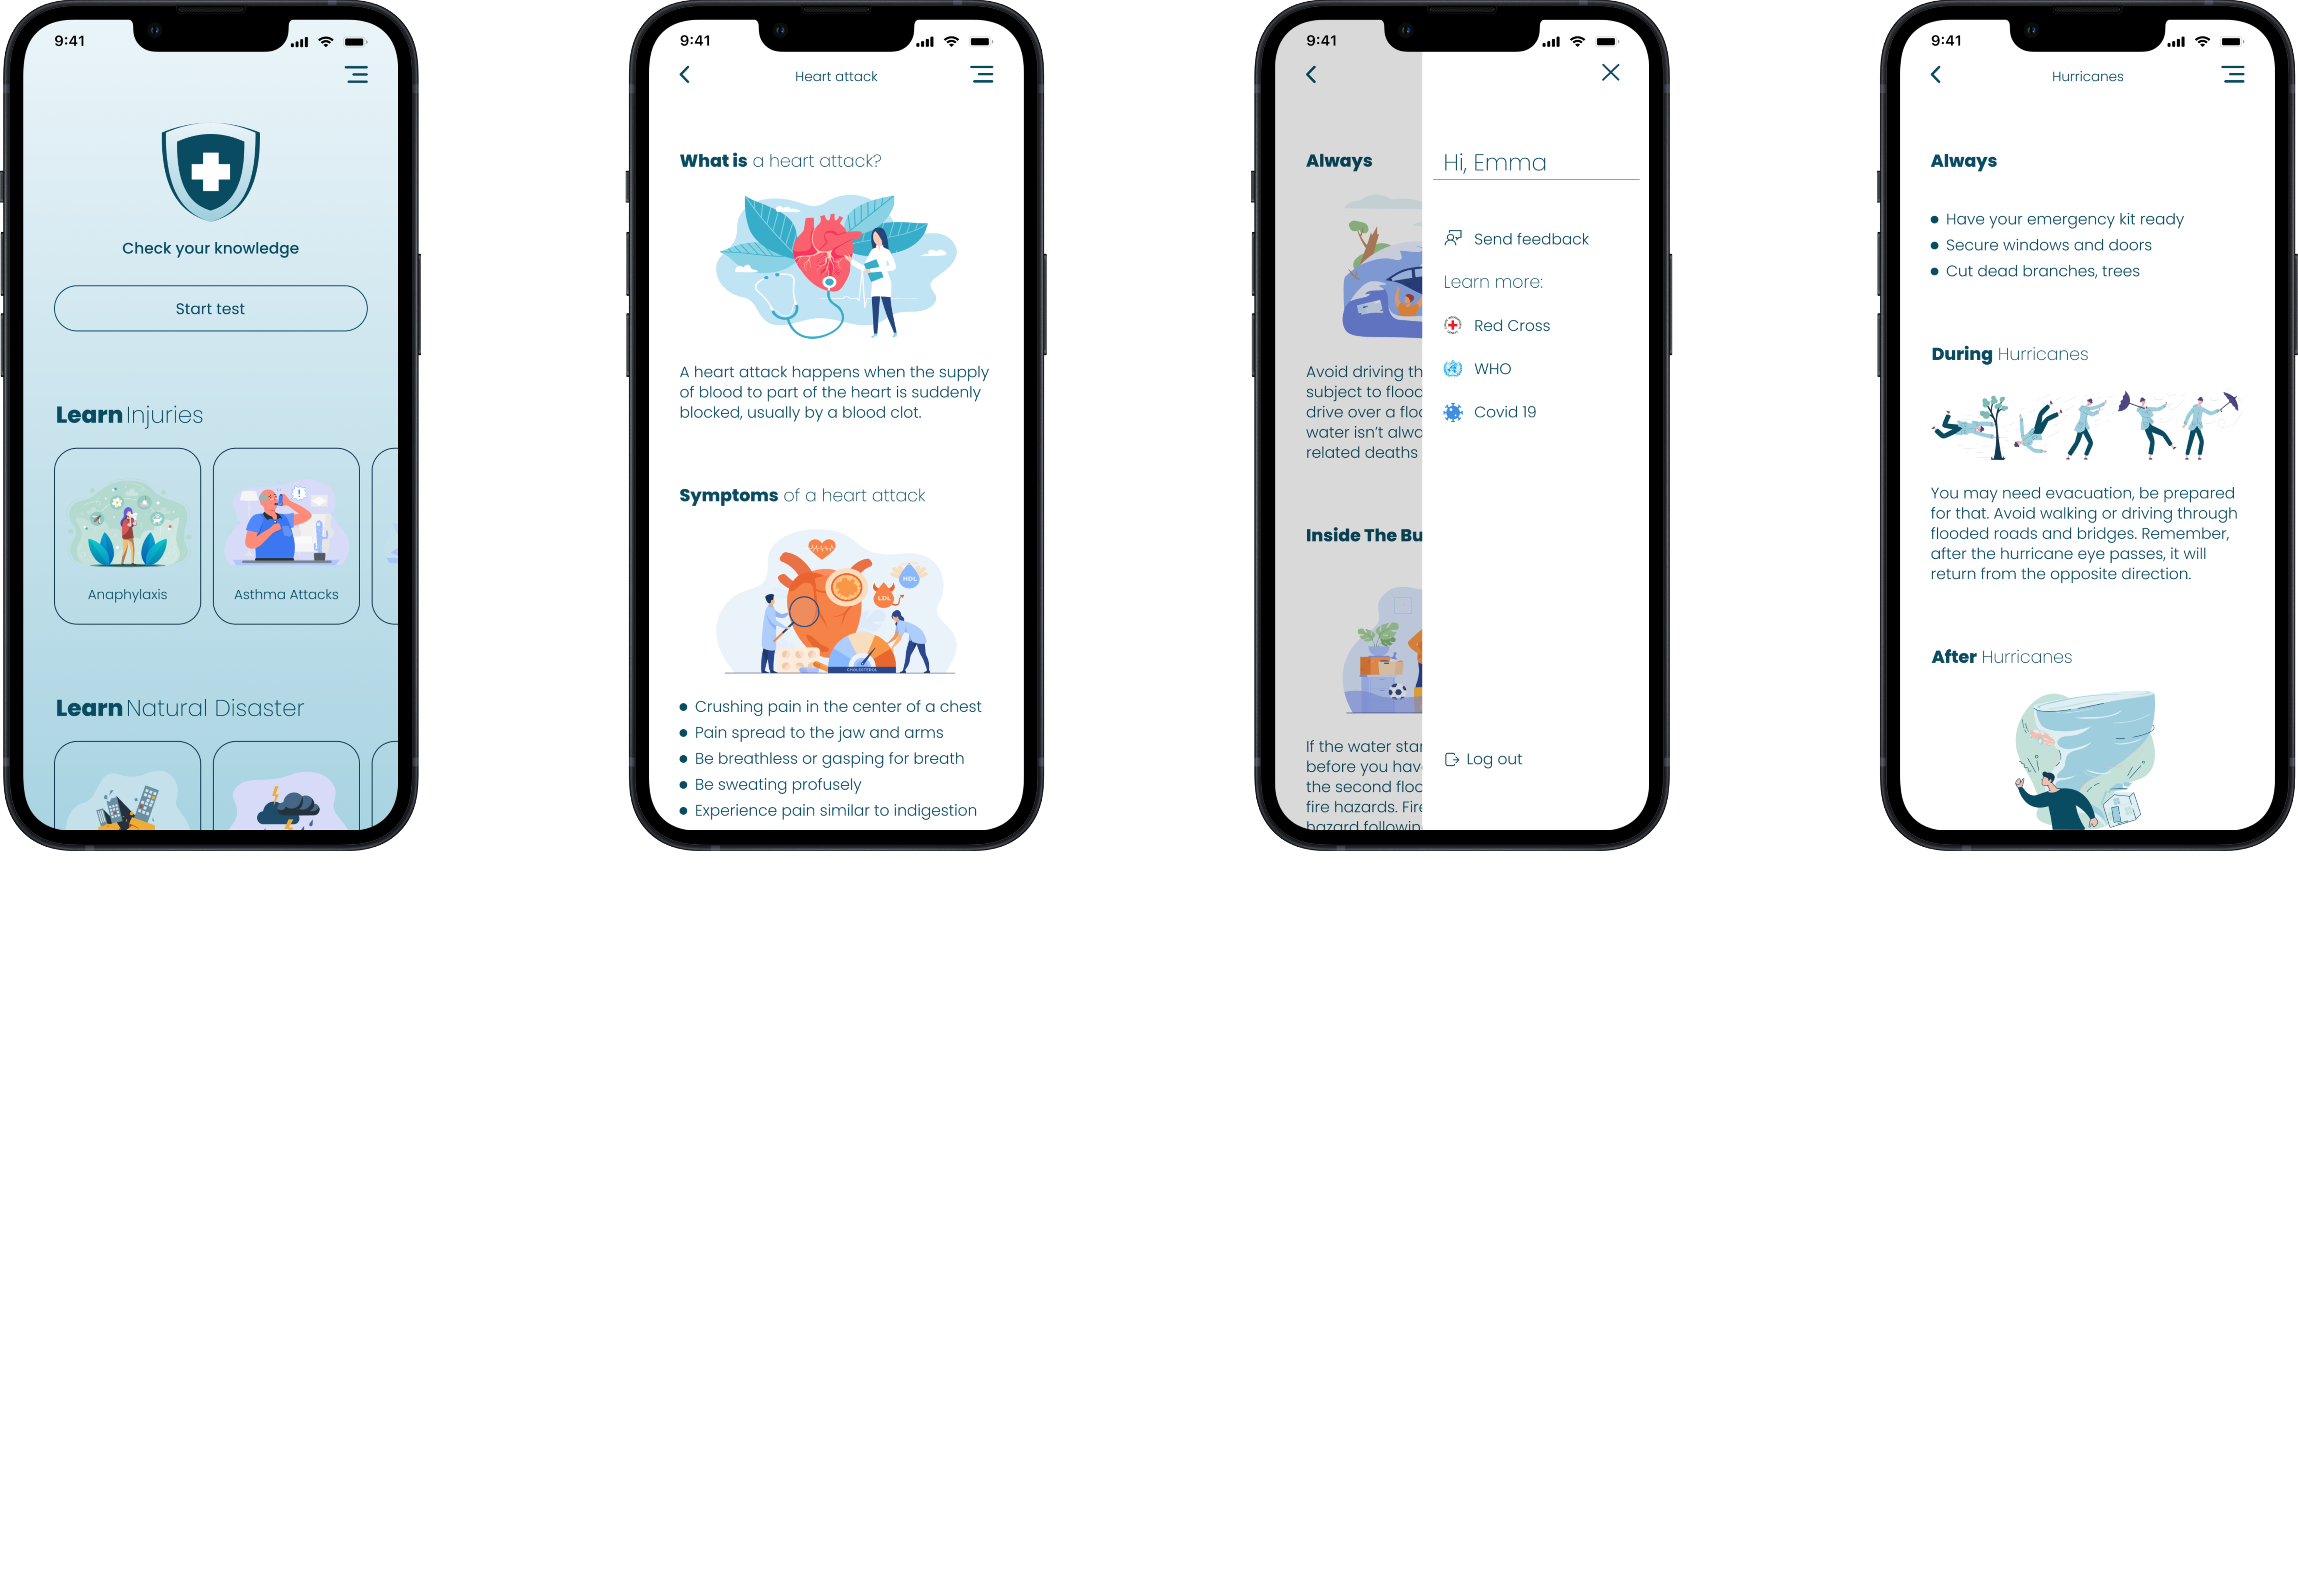 9:41
Check your knowledge
Start test
Learn Injuries
Anaphylaxis
Asthma Attacks
Learn Natural Disaster
9:41
Heart attack
What is a heart attack?
A heart attack happens when the supply
of blood to part of the heart is suddenly
blocked, usually by a blood clot.
Symptoms of a heart attack
HDL
LDL
CHOLESTEROL
Crushing pain in the center of a chest
Pain spread to the jaw and arms
Be breathless or gasping for breath
Be sweating profusely
Experience pain similar to indigestion
9:41
Always
Avoid driving th
subject to flood
drive over a floo
water isn't alwa
related deaths
Inside The Bu
If the water star
before you have
the second floo
fire hazards. Fire
hazard followin
Hi, Emma
Send feedback
Learn more:
Red Cross
WHO
Covid 19
Log out
9:41
Hurricanes
Always
Have your emergency kit ready
Secure windows and doors
Cut dead branches, trees
During Hurricanes
You may need evacuation, be prepared
for that. Avoid walking or driving through
flooded roads and bridges. Remember,
after the hurricane eye passes, it will
return from the opposite direction.
After Hurricanes